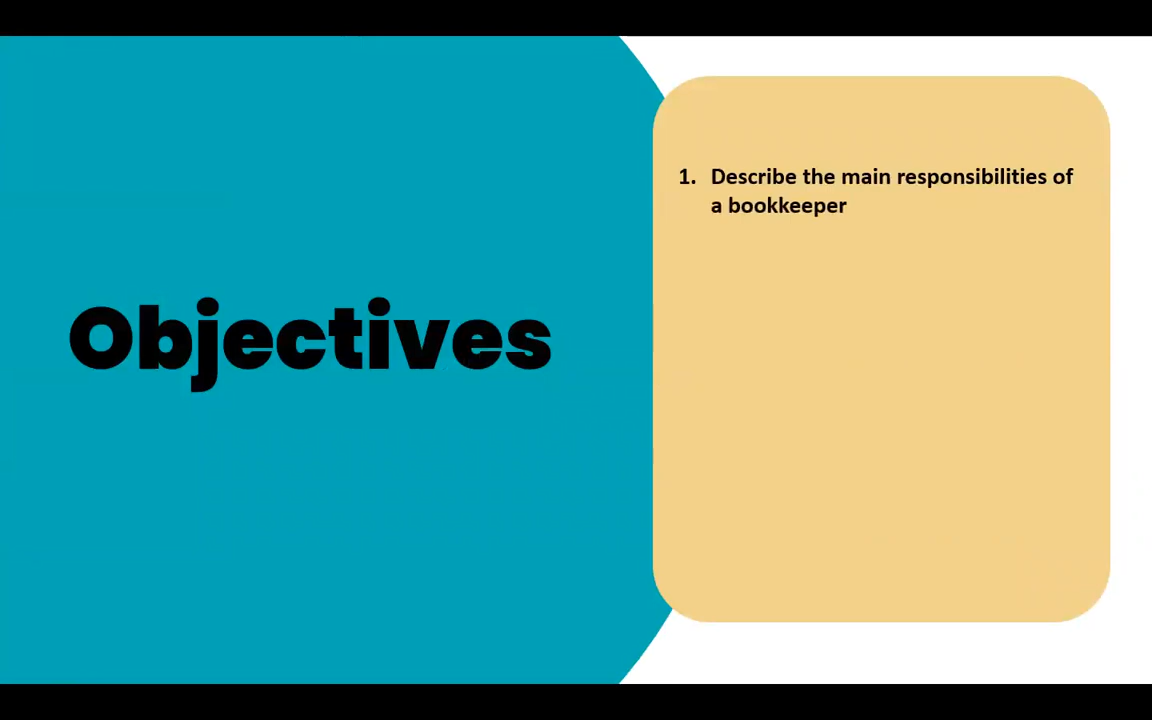 Objectives
1. Describe the main responsibilities of
a bookkeeper